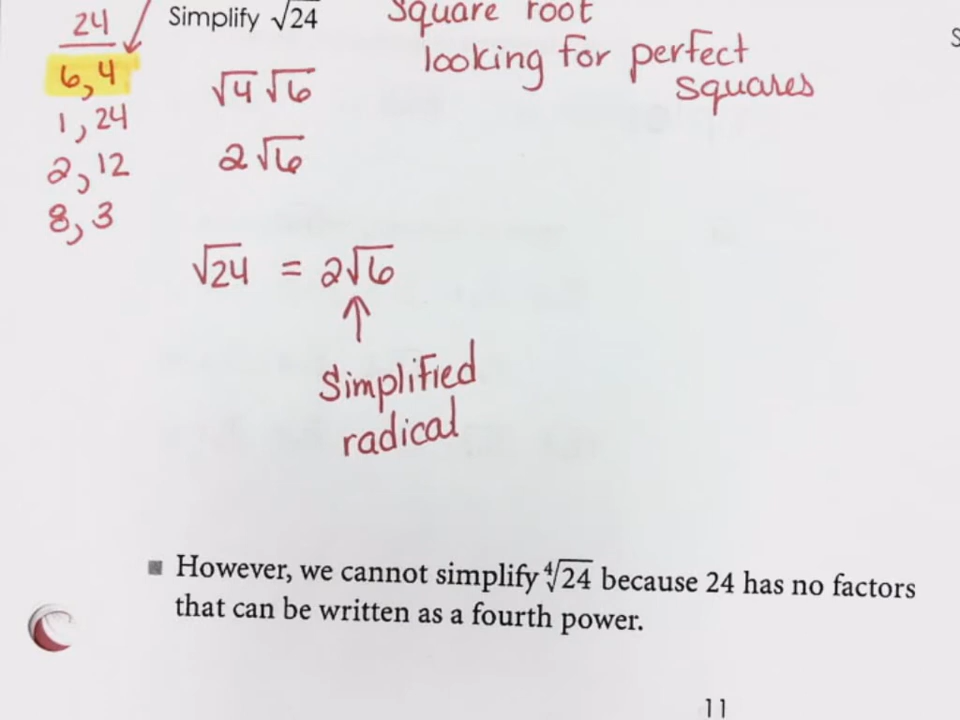 24
6, 4
1, 24
2, 12
8, 3
Simplify √24
√4 √6
2√6
√24 = 2√6
Simplified
radical
Square root
looking for perfect
squares
S
■ However, we cannot simplify ∜24 because 24 has no factors
that can be written as a fourth power.
11